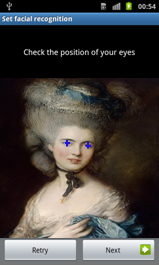 00:54
Set facial recognition
Check the position of your eyes
Retry
Next